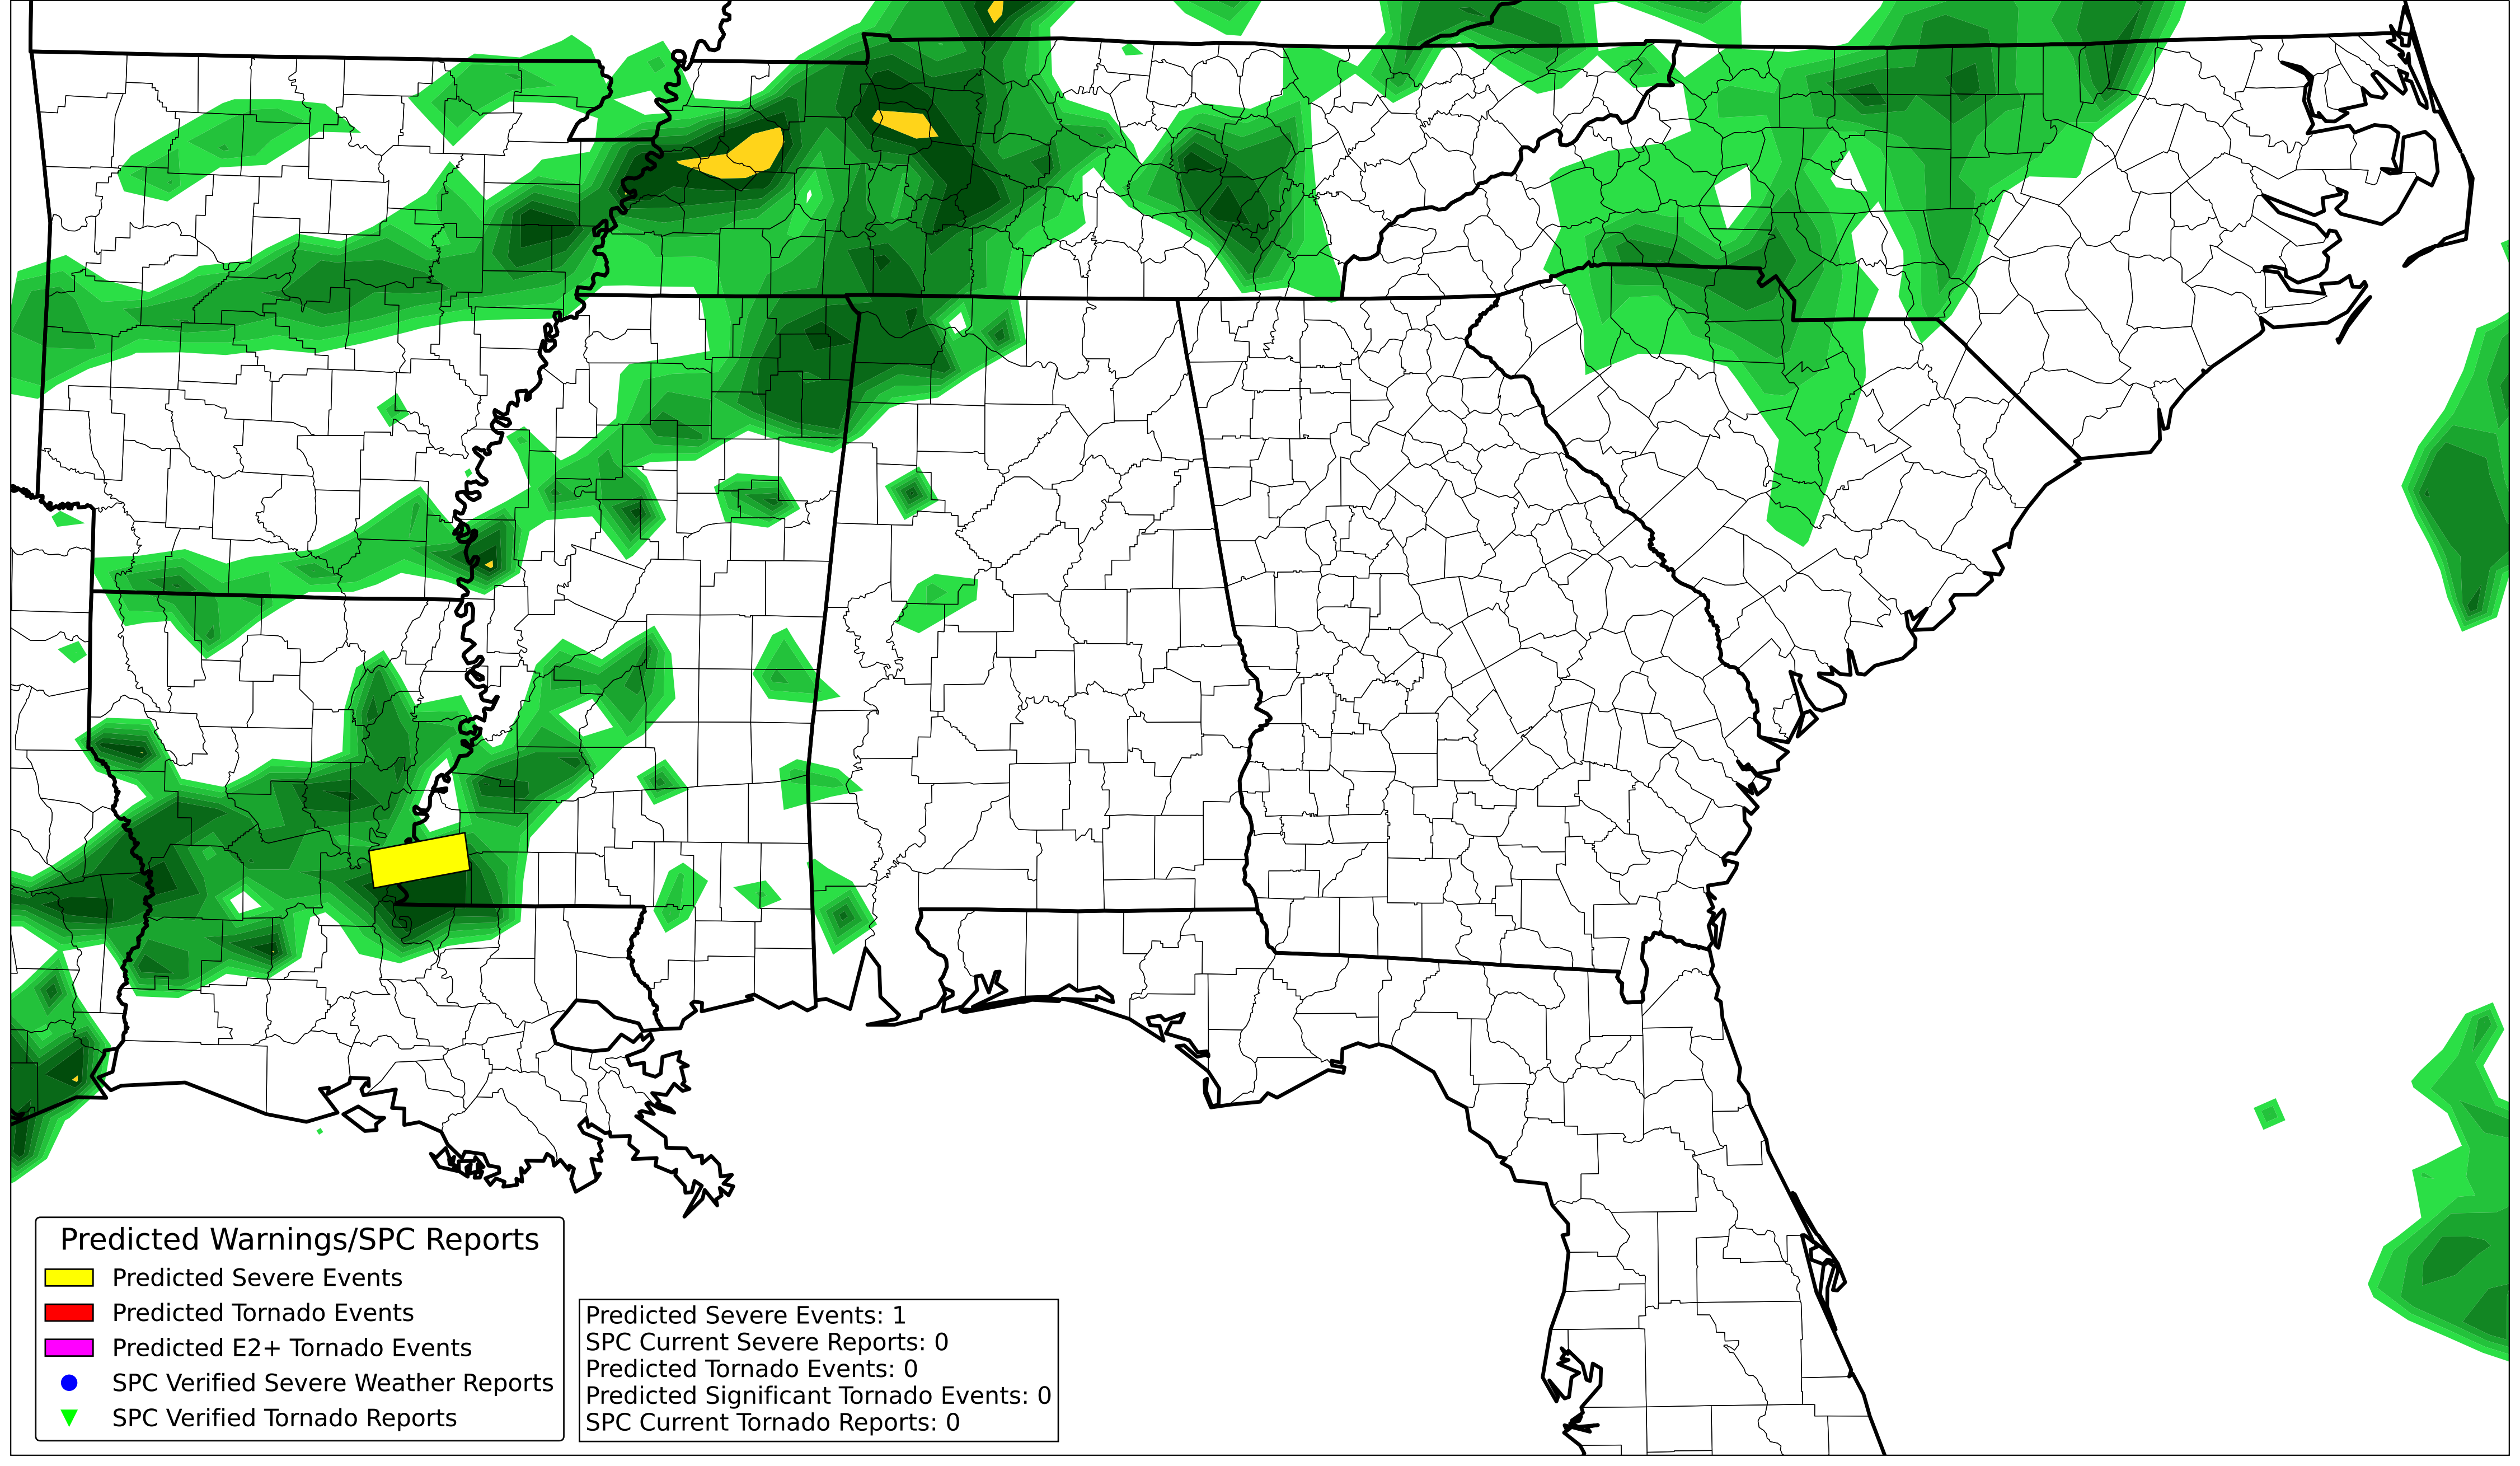 Predicted Warnings/SPC Reports
Predicted Severe Events
Predicted Tornado Events
Predicted E2+ Tornado Events
SPC Verified Severe Weather Reports
SPC Verified Tornado Reports
Predicted Severe Events: 1
SPC Current Severe Reports: 0
Predicted Tornado Events: 0
Predicted Significant Tornado Events: 0
SPC Current Tornado Reports: 0